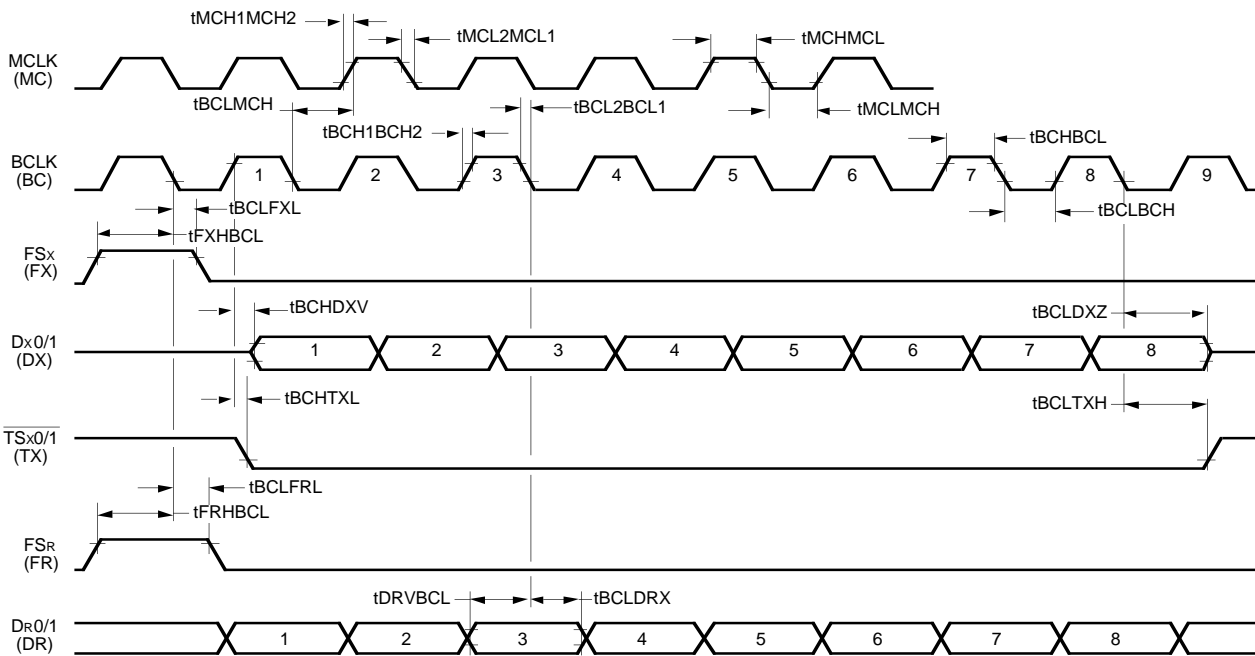 tMCH1MCH2
tMCL2MCL1
tMCHMCL
MCLK
(MC)
tBCLMCH
tBCL2BCL1
tMCLMCH
tBCH1BCH2
tBCHBCL
BCLK
(BC)
1 2 3 4 5 6 7 8 9
tBCLFXL
tBCLBCH
tFXHBCL
FSX
(FX)
tBCHDXV
tBCLDXZ
DX0/1
(DX)
1 2 3 4 5 6 7 8
tBCHTXL
tBCLTXH
TSX0/1
(TX)
tBCLFRL
tFRHBCL
FSR
(FR)
tDRVBCL
tBCLDRX
DR0/1
(DR)
1 2 3 4 5 6 7 8